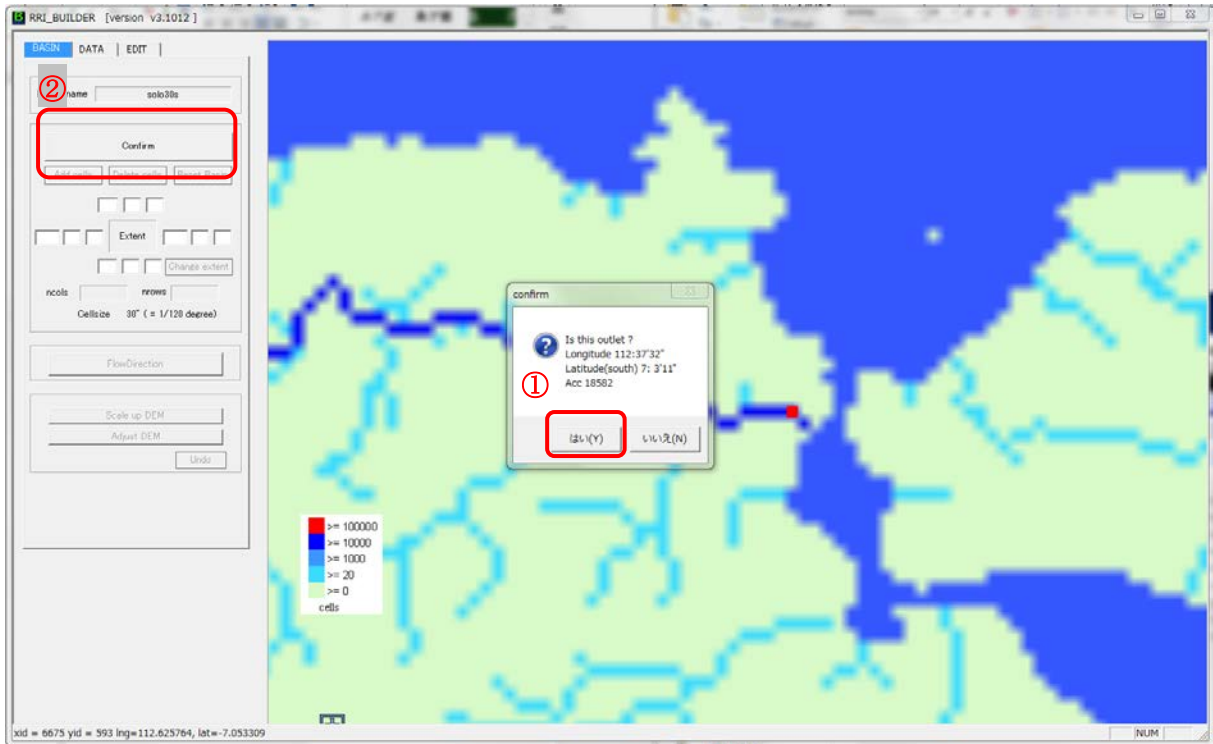 RRI_BUILDER [version v3.1012 ]
BASIN DATA EDIT
② name solo30s
Confirm
Add cells Delete cells Reset Basin
Extent
Change extent
ncols nrows
Cellsize 30" ( = 1/120 degree)
FlowDirection
Scale up DEM
Adjust DEM
Undo
confirm
Is this outlet ?
Longitude 112:37'32"
Latitude(south) 7: 3'11"
Acc 18582
①
はい(Y) いいえ(N)
>= 100000
>= 10000
>= 1000
>= 20
>= 0
cells
xid = 6675 yid = 593 lng=112.625764, lat=-7.053309
NUM